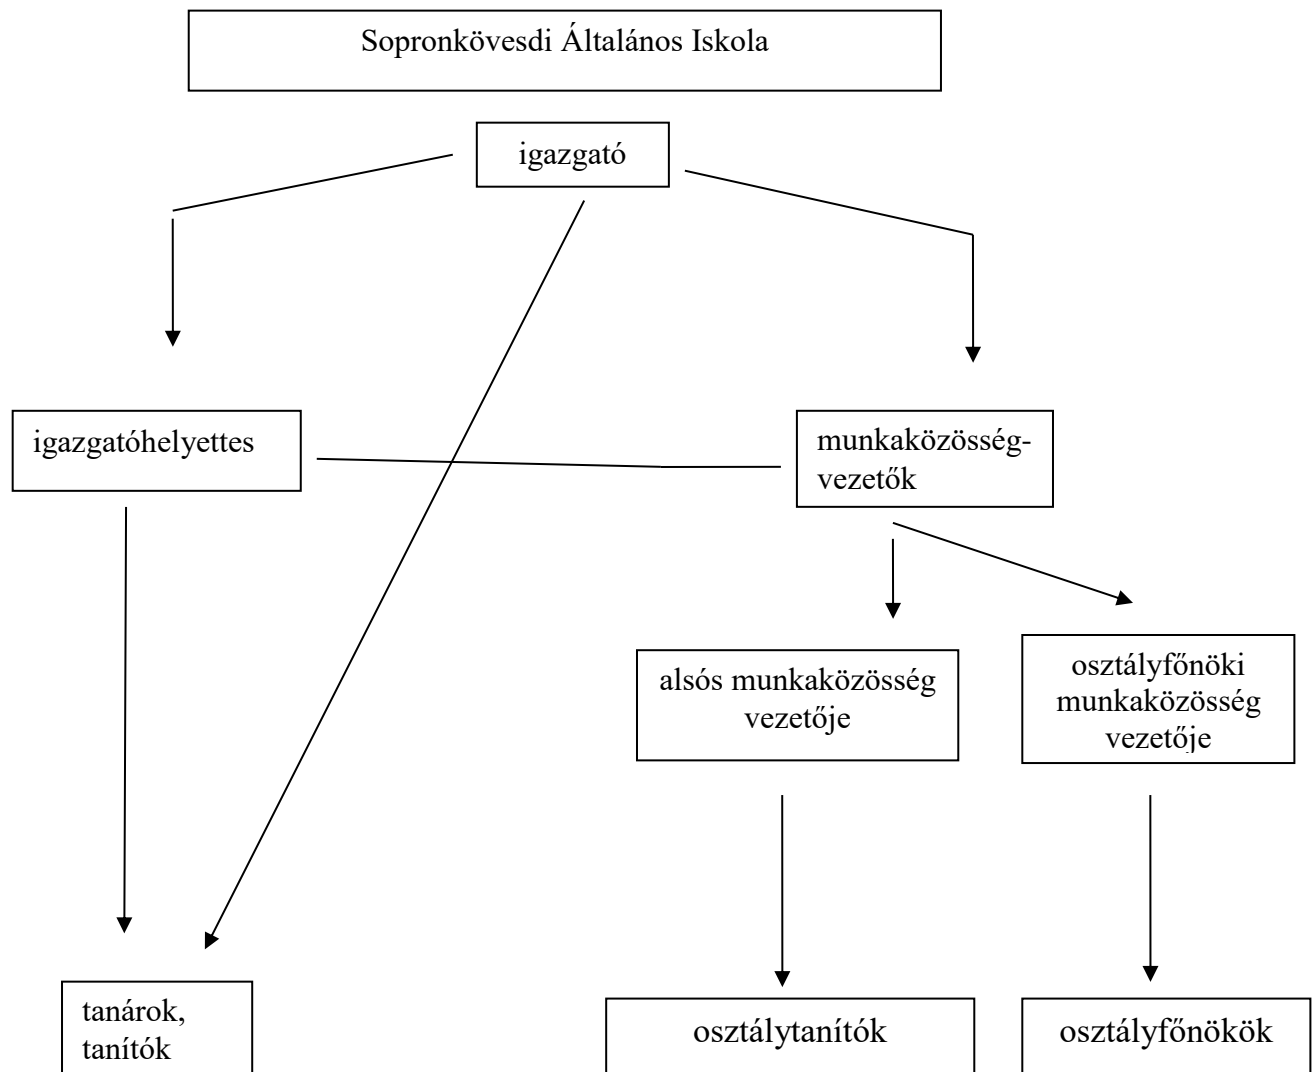 Sopronkövesdi Általános Iskola
igazgató
igazgatóhelyettes
munkaközösség-
vezetők
alsós munkaközösség
vezetője
osztályfőnöki
munkaközösség
vezetője
tanárok,
tanítók
osztálytanítók
osztályfőnökök